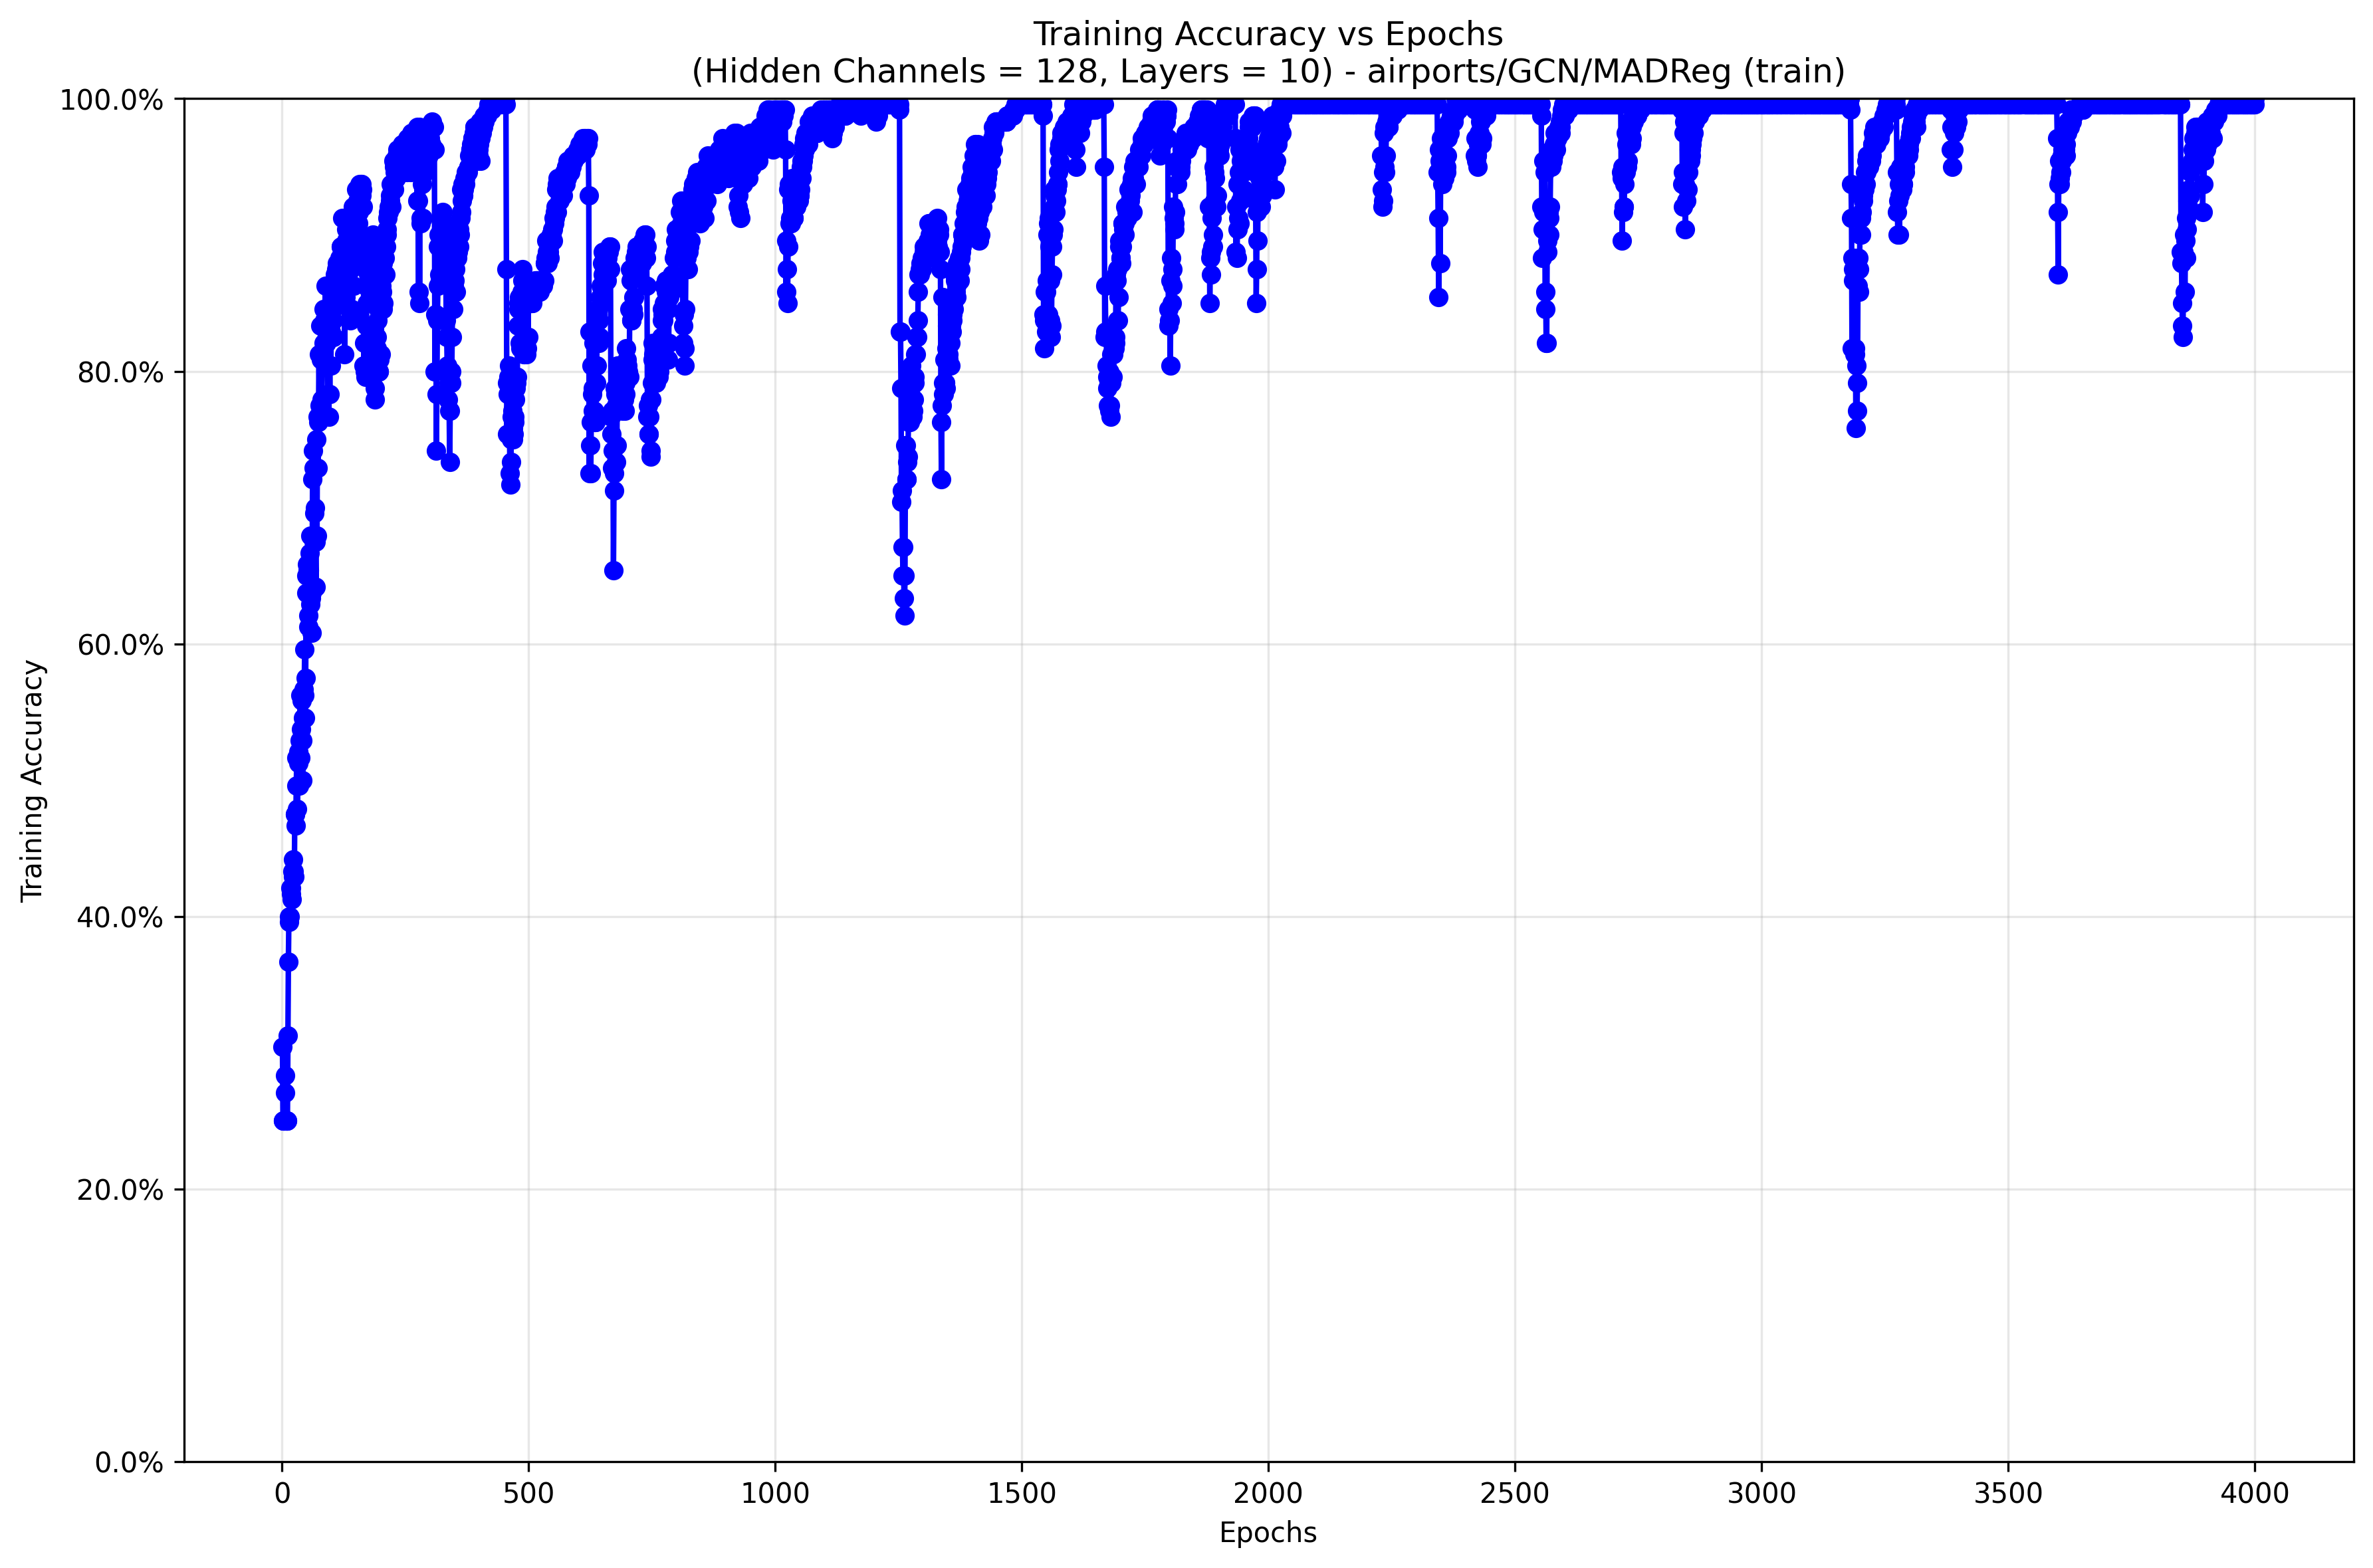 Training Accuracy vs Epochs
(Hidden Channels = 128, Layers = 10) - airports/GCN/MADReg (train)
100.0%
80.0%
60.0%
40.0%
20.0%
0.0%
Training Accuracy
0 500 1000 1500 2000 2500 3000 3500 4000
Epochs